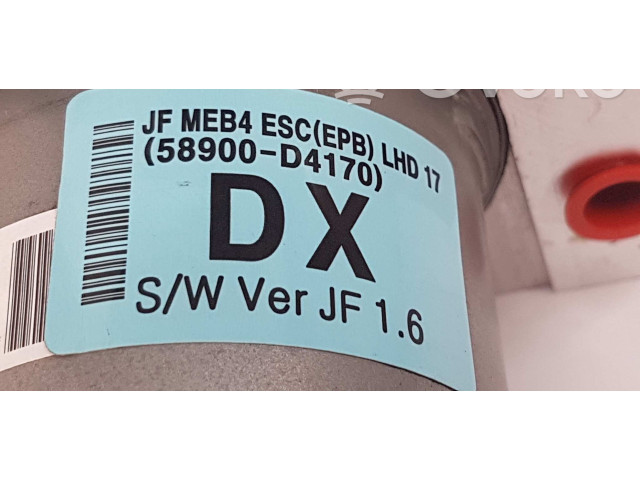 JF MEB4 ESC(EPB) LHD 17
(58900-D4170)
DX
S/W Ver JF 1.6